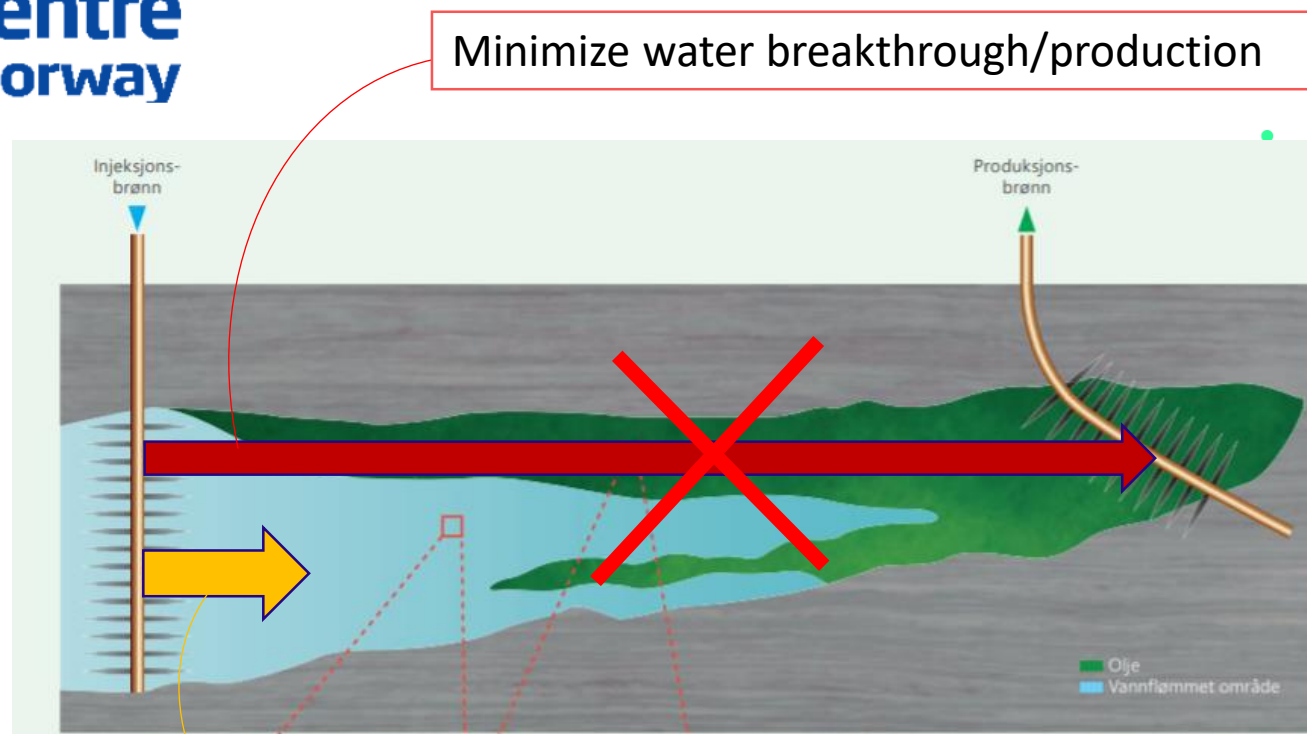 entre
orway
Minimize water breakthrough/production
Injeksjons-
brønn
Produksjons-
brønn
Olje
Vannflømmet område